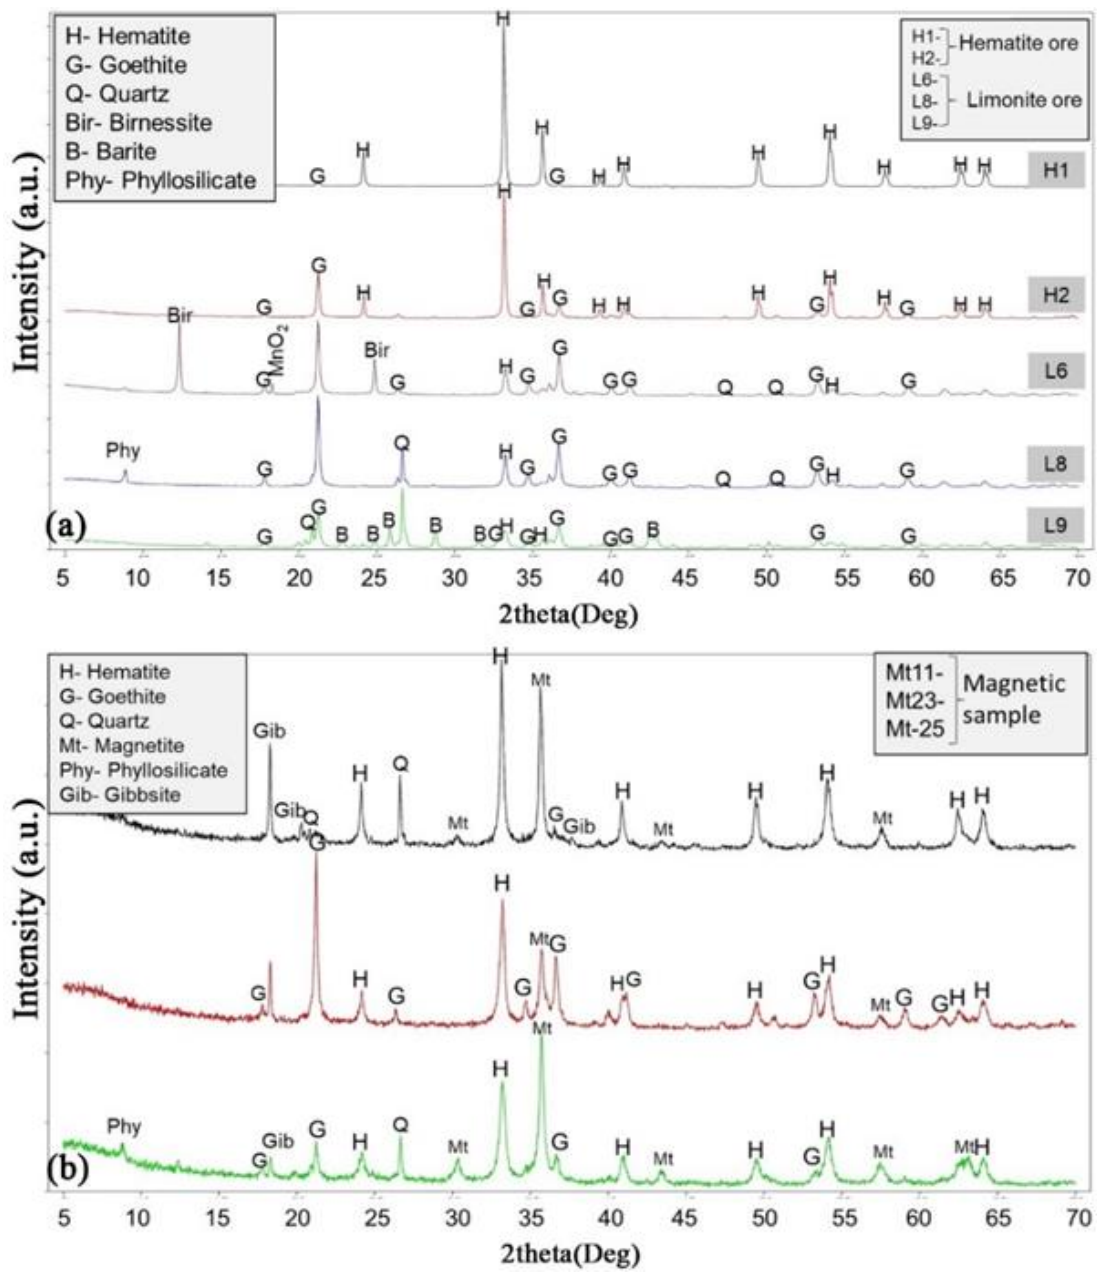 H- Hematite
G- Goethite
Q- Quartz
Bir- Birnessite
B- Barite
Phy- Phyllosilicate
H1-
H2-
Hematite ore
L6-
L8-
L9-
Limonite ore
Intensity (a.u.)
G H H H G H H H H H H H
H1
G G H H G H G H H H G H H G H H
H2
Bir G MnO2 Bir G H G G G G Q Q G H G
L6
Phy G Q H G G G G Q Q G H G
L8
(a)
G Q G B B B B B G H G H G G G B G G
L9
5 10 15 20 25 30 35 40 45 50 55 60 65 70
2theta(Deg)
H- Hematite
G- Goethite
Q- Quartz
Mt- Magnetite
Phy- Phyllosilicate
Gib- Gibbsite
Mt11-
Mt23-
Mt-25
Magnetic
sample
Intensity (a.u.)
Gib Gib Q H Q Mt H Mt G Gib H Mt H H Mt H H
G G H G H G Mt G H G H G H Mt G G H H
(b)
Phy G Gib G H Q Mt H Mt G H Mt H G H Mt Mt H
5 10 15 20 25 30 35 40 45 50 55 60 65 70
2theta(Deg)